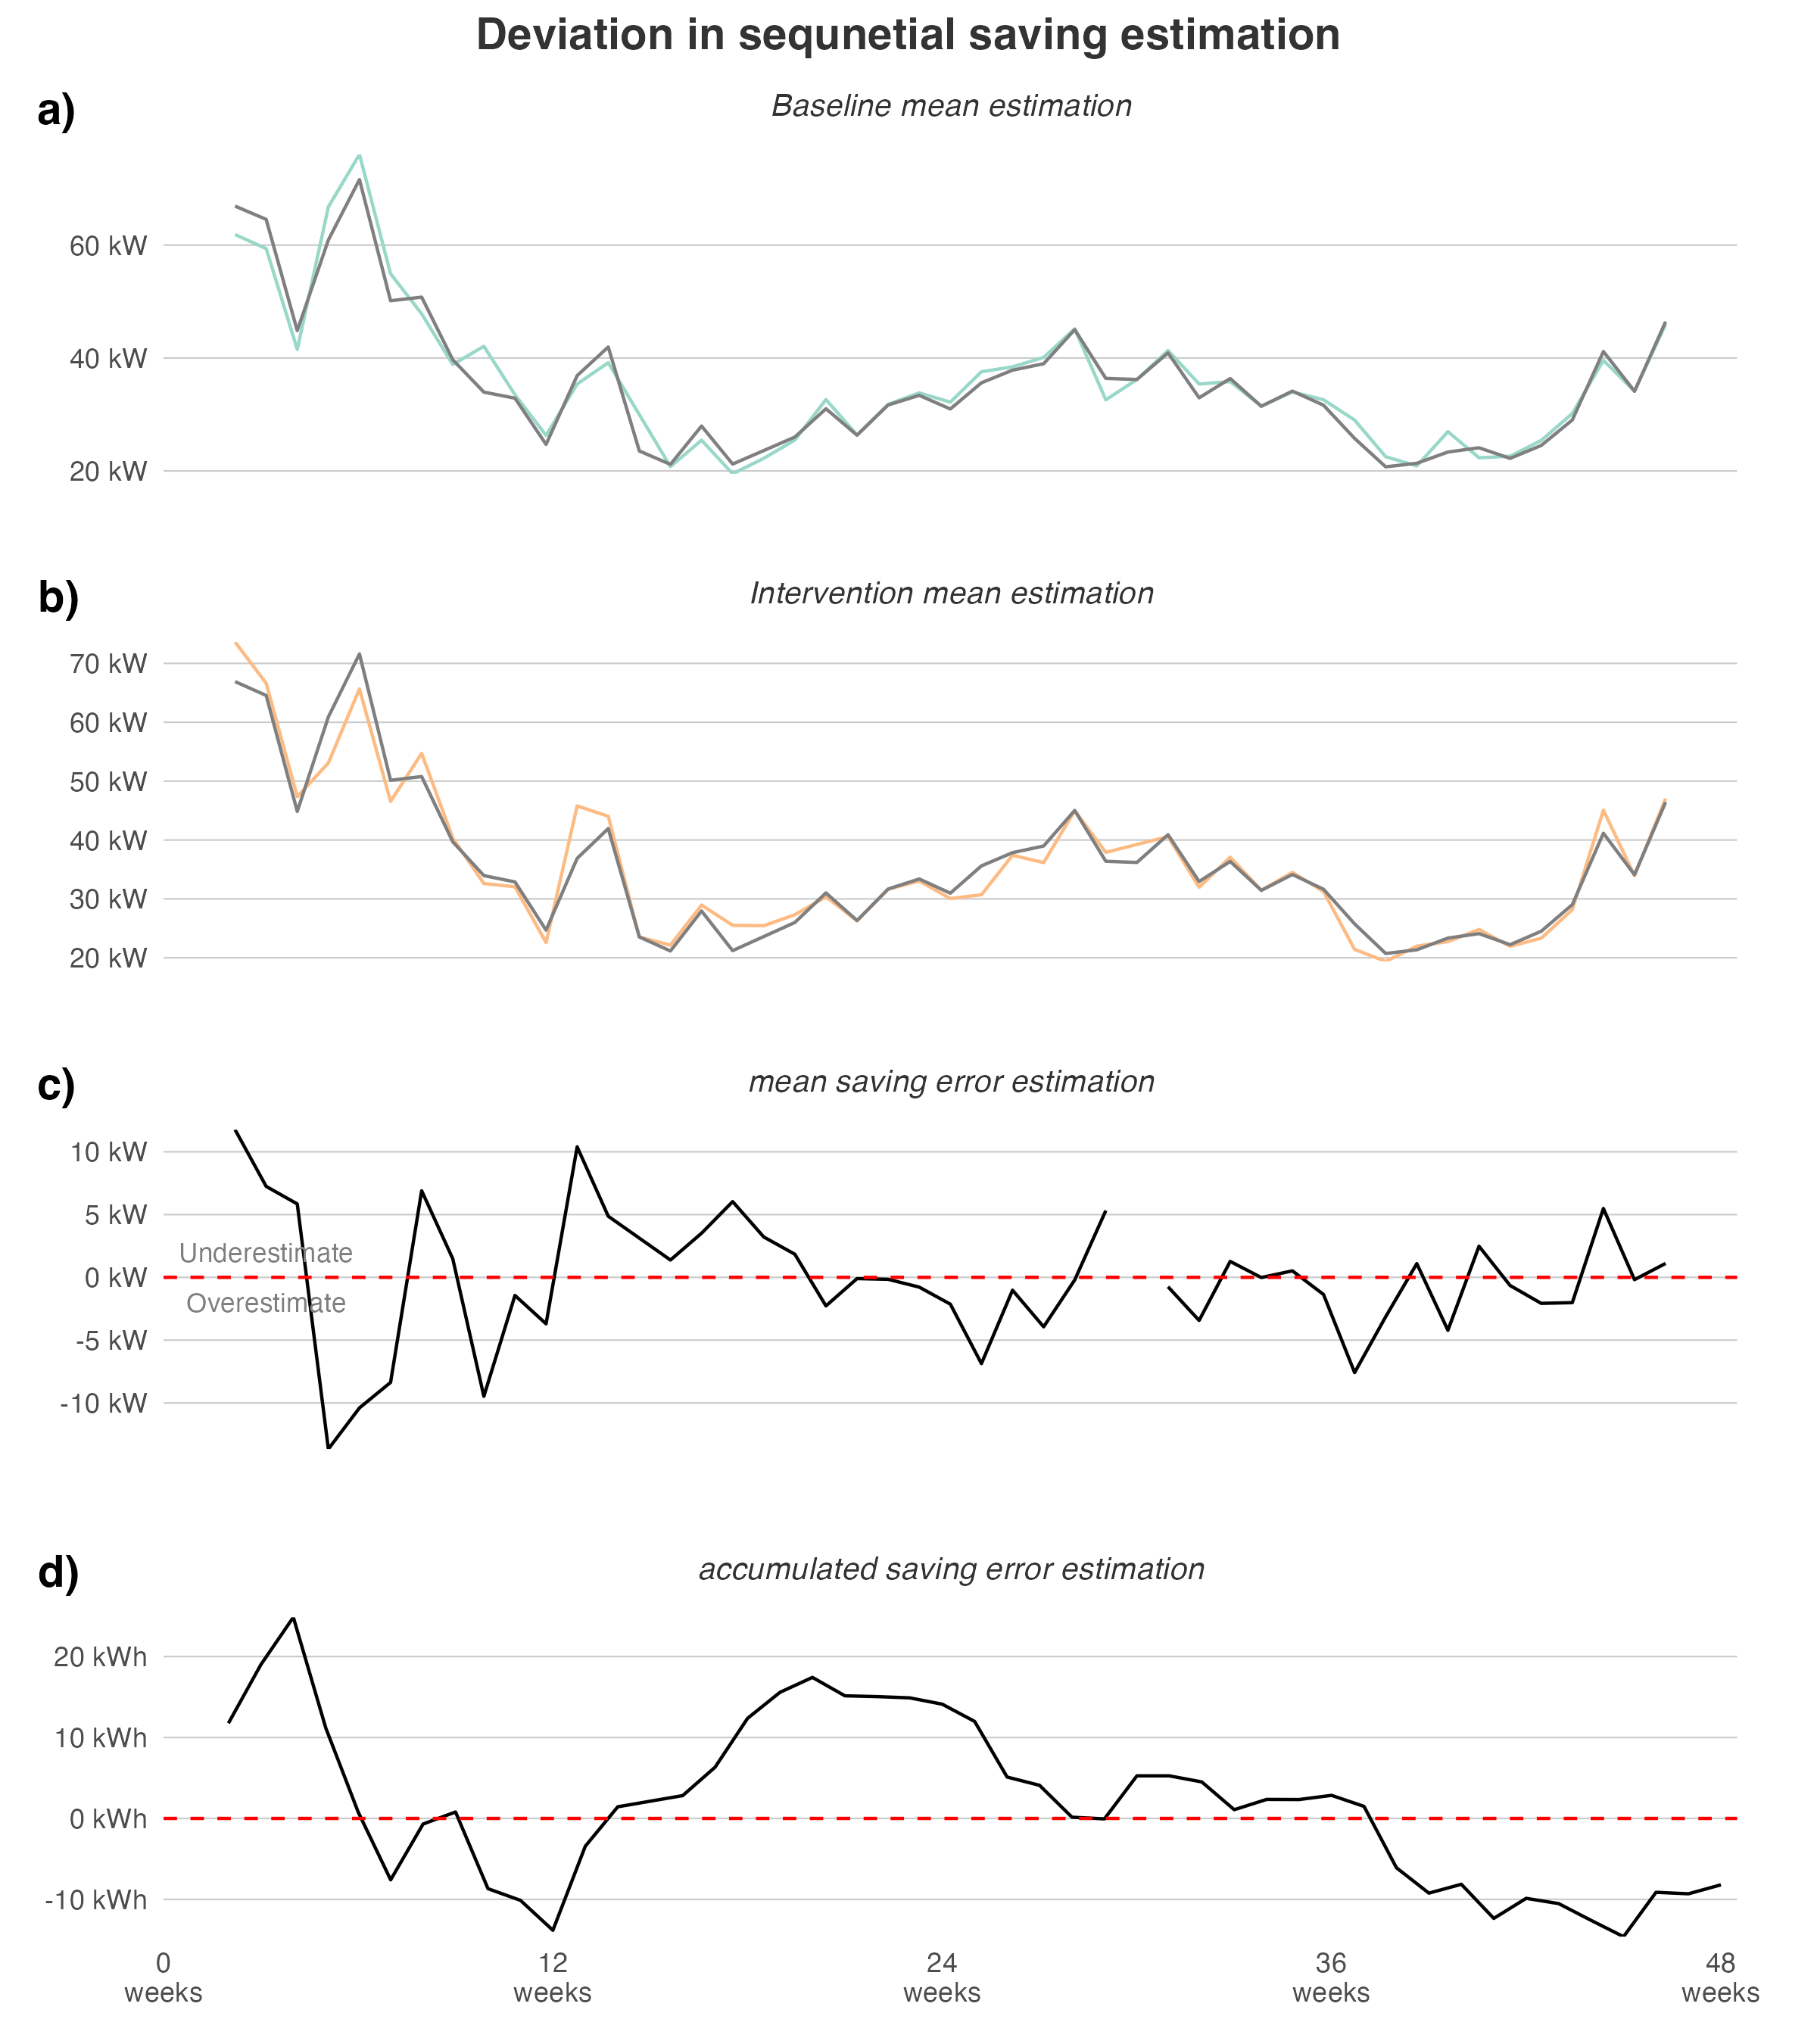 Deviation in sequnetial saving estimation
a)
Baseline mean estimation
60 kW
40 kW
20 kW
b)
Intervention mean estimation
70 kW
60 kW
50 kW
40 kW
30 kW
20 kW
c)
mean saving error estimation
10 kW
5 kW
Underestimate
0 kW
Overestimate
-5 kW
-10 kW
d)
accumulated saving error estimation
20 kWh
10 kWh
0 kWh
-10 kWh
0 12 24 36 48
weeks weeks weeks weeks weeks